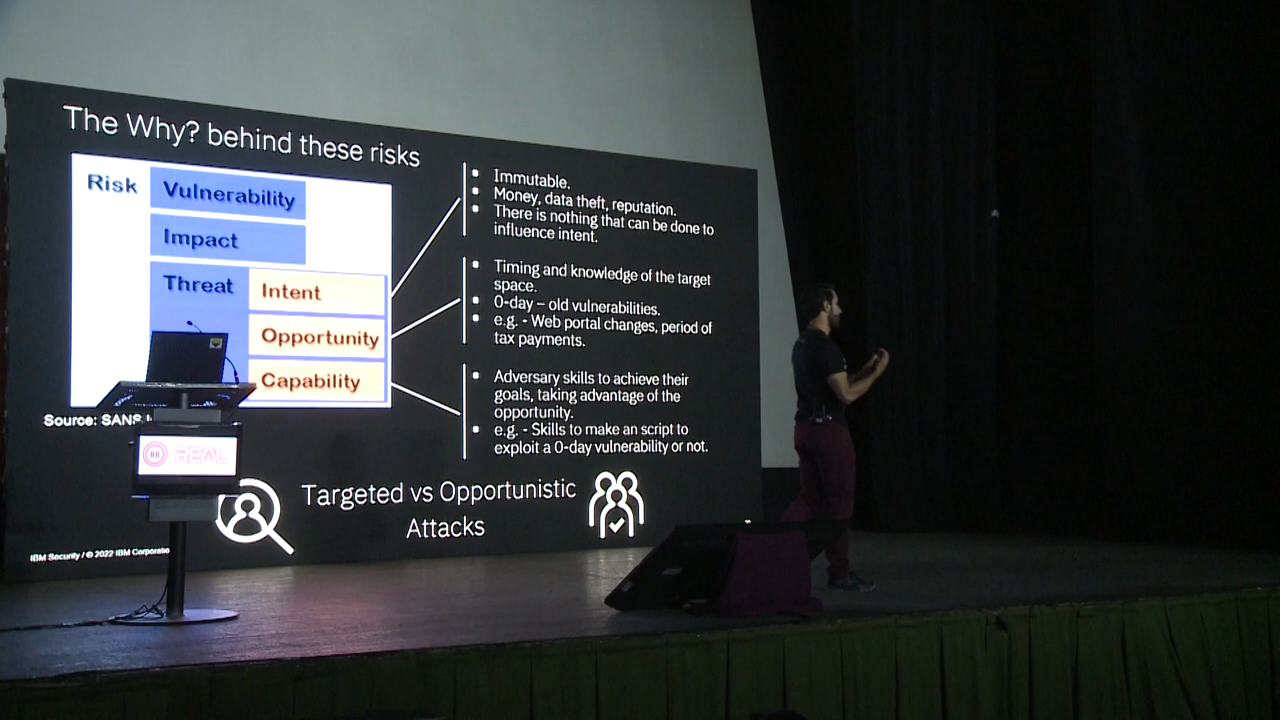 The Why? behind these risks
Risk
Vulnerability
Impact
Threat
Intent
Opportunity
Capability
Source: SANS
▪ Immutable.
▪ Money, data theft, reputation.
▪ There is nothing that can be done to
influence intent.
▪ Timing and knowledge of the target
space.
▪ 0-day – old vulnerabilities.
▪ e.g. - Web portal changes, period of
tax payments.
▪ Adversary skills to achieve their
goals, taking advantage of the
opportunity.
▪ e.g. - Skills to make an script to
exploit a 0-day vulnerability or not.
Targeted vs Opportunistic
Attacks
REAL
IBM Security / © 2022 IBM Corporatio